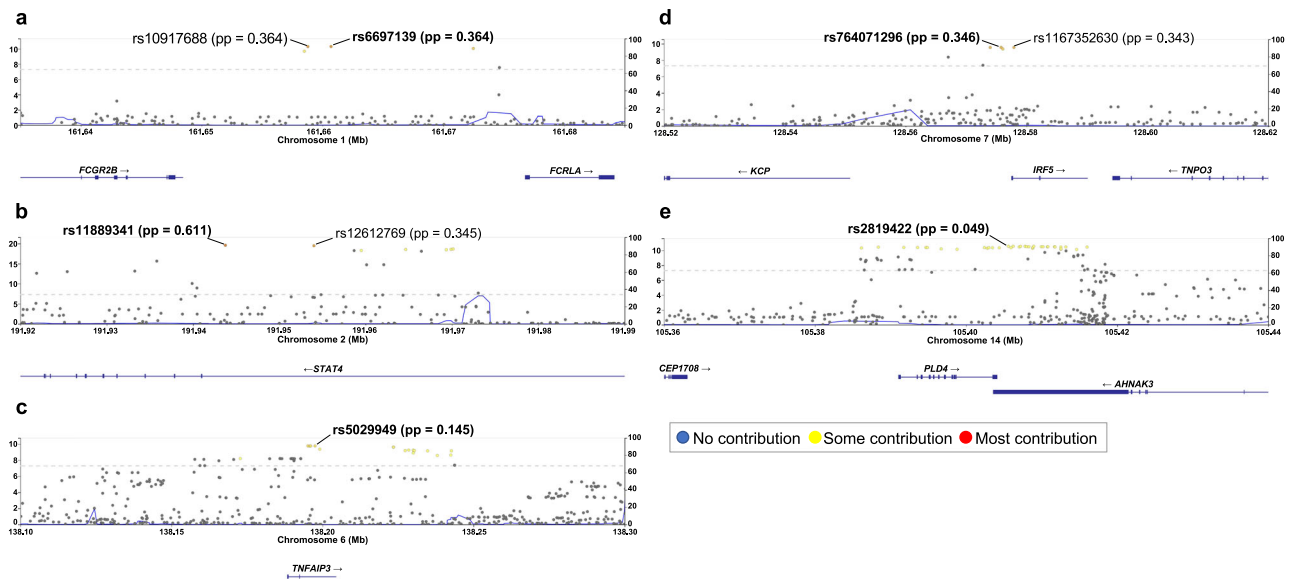 a
rs10917688 (pp = 0.364)
rs6697139 (pp = 0.364)
10
8
6
4
2
0
100
80
60
40
20
0
161.64
161.65
161.66
161.67
161.68
Chromosome 1 (Mb)
FCGR2B →
FCRLA →
b
rs11889341 (pp = 0.611)
rs12612769 (pp = 0.345)
20
15
10
5
0
100
80
60
40
20
0
191.92
191.93
191.94
191.95
191.96
191.97
191.98
191.99
Chromosome 2 (Mb)
←STAT4
c
rs5029949 (pp = 0.145)
10
8
6
4
2
0
100
80
60
40
20
0
138.10
138.15
138.20
138.25
138.30
Chromosome 6 (Mb)
TNFAIP3 →
d
rs764071296 (pp = 0.346)
rs1167352630 (pp = 0.343)
10
8
6
4
2
0
100
80
60
40
20
0
128.52
128.54
128.56
128.58
128.60
128.62
Chromosome 7 (Mb)
← KCP
IRF5 →
← TNPO3
e
rs2819422 (pp = 0.049)
10
8
6
4
2
0
100
80
60
40
20
0
105.36
105.38
105.40
105.42
105.44
Chromosome 14 (Mb)
CEP1708 →
PLD4 →
← AHNAK3
No contribution
Some contribution
Most contribution